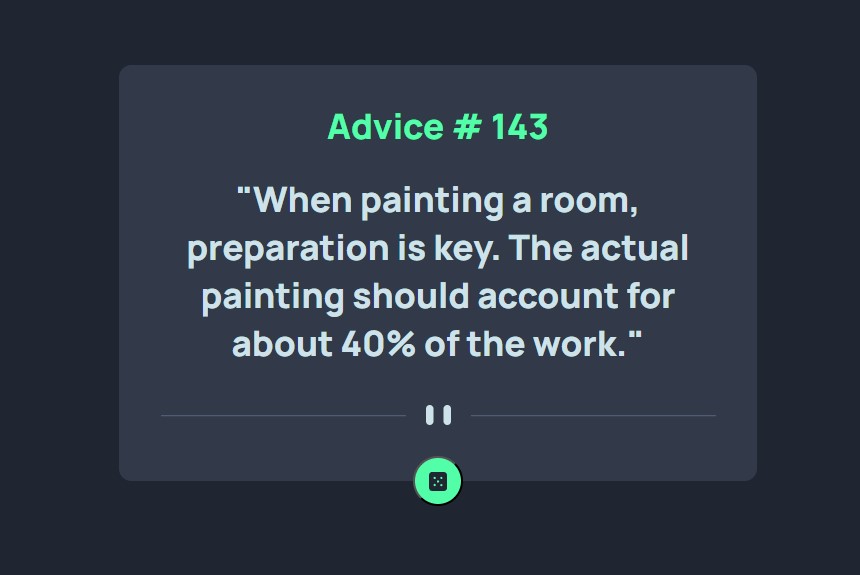 Advice # 143
"When painting a room,
preparation is key. The actual
painting should account for
about 40% of the work."